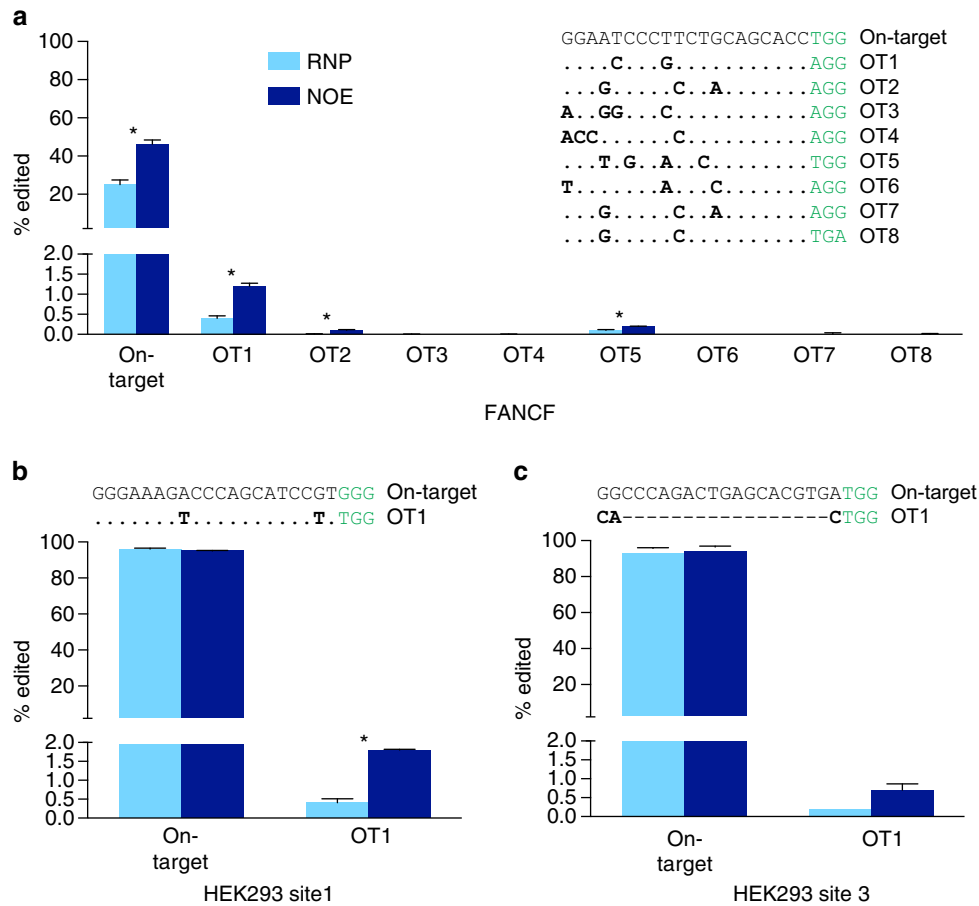 a
100
80
60
40
20
2.0
1.5
1.0
0.5
0.0
% edited
RNP
NOE
GGAATCCCTTCTGCAGCACCTGG On-target
....C...G...........AGG OT1
...G.....C..A.......AGG OT2
A..GG...C...........AGG OT3
ACC......C..........AGG OT4
...T.G..A..C........TGG OT5
T.......A...C.......AGG OT6
...G.....C..A.......AGG OT7
...G.....C..........TGA OT8
* * * *
On-target OT1 OT2 OT3 OT4 OT5 OT6 OT7 OT8
FANCF
b
GGGAAAGACCCAGCATCCGTGGG On-target
.......T..........T.TGG OT1
100
80
60
40
20
2.0
1.5
1.0
0.5
0.0
% edited
*
On-target OT1
HEK293 site1
c
GGCCCAGACTGAGCACGTGATGG On-target
CA-----------------CTGG OT1
100
80
60
40
20
2.0
1.5
1.0
0.5
0.0
% edited
On-target OT1
HEK293 site 3